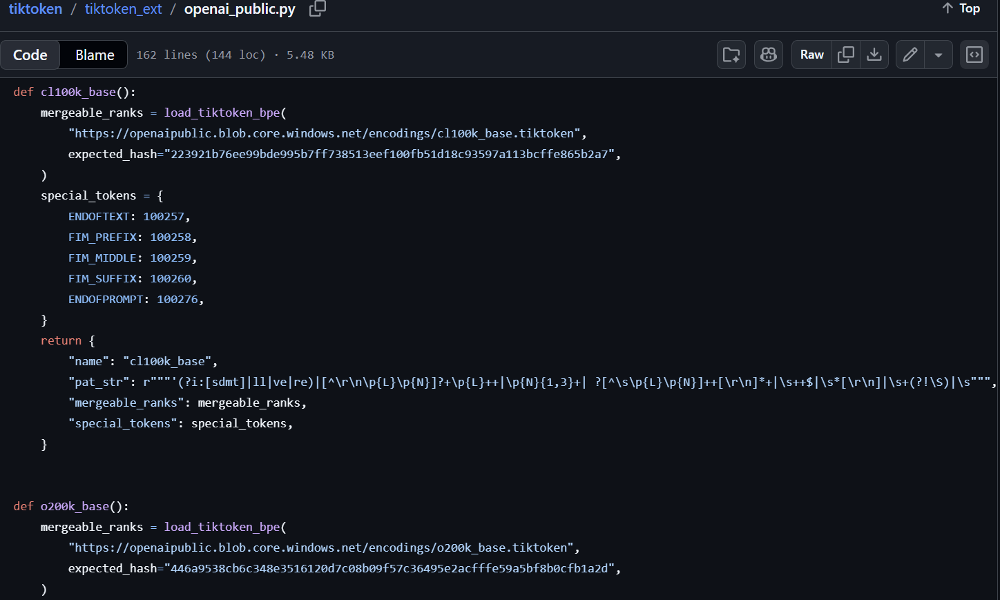 tiktoken / tiktoken_ext / openai_public.py
Top
Code Blame 162 lines (144 loc) · 5.48 KB Raw
def cl100k_base():
    mergeable_ranks = load_tiktoken_bpe(
        "https://openaipublic.blob.core.windows.net/encodings/cl100k_base.tiktoken",
        expected_hash="223921b76ee99bde995b7ff738513eef100fb51d18c93597a113bcffe865b2a7",
    )
    special_tokens = {
        ENDOFTEXT: 100257,
        FIM_PREFIX: 100258,
        FIM_MIDDLE: 100259,
        FIM_SUFFIX: 100260,
        ENDOFPROMPT: 100276,
    }
    return {
        "name": "cl100k_base",
        "pat_str": r"""'(?i:[sdmt]|ll|ve|re)|[^\r\n\p{L}\p{N}]?+\p{L}++|\p{N}{1,3}+| ?[^\s\p{L}\p{N}]++[\r\n]*+|\s++$|\s*[\r\n]|\s+(?!\S)|\s""",
        "mergeable_ranks": mergeable_ranks,
        "special_tokens": special_tokens,
    }
def o200k_base():
    mergeable_ranks = load_tiktoken_bpe(
        "https://openaipublic.blob.core.windows.net/encodings/o200k_base.tiktoken",
        expected_hash="446a9538cb6c348e3516120d7c08b09f57c36495e2acfffe59a5bf8b0cfb1a2d",
    )